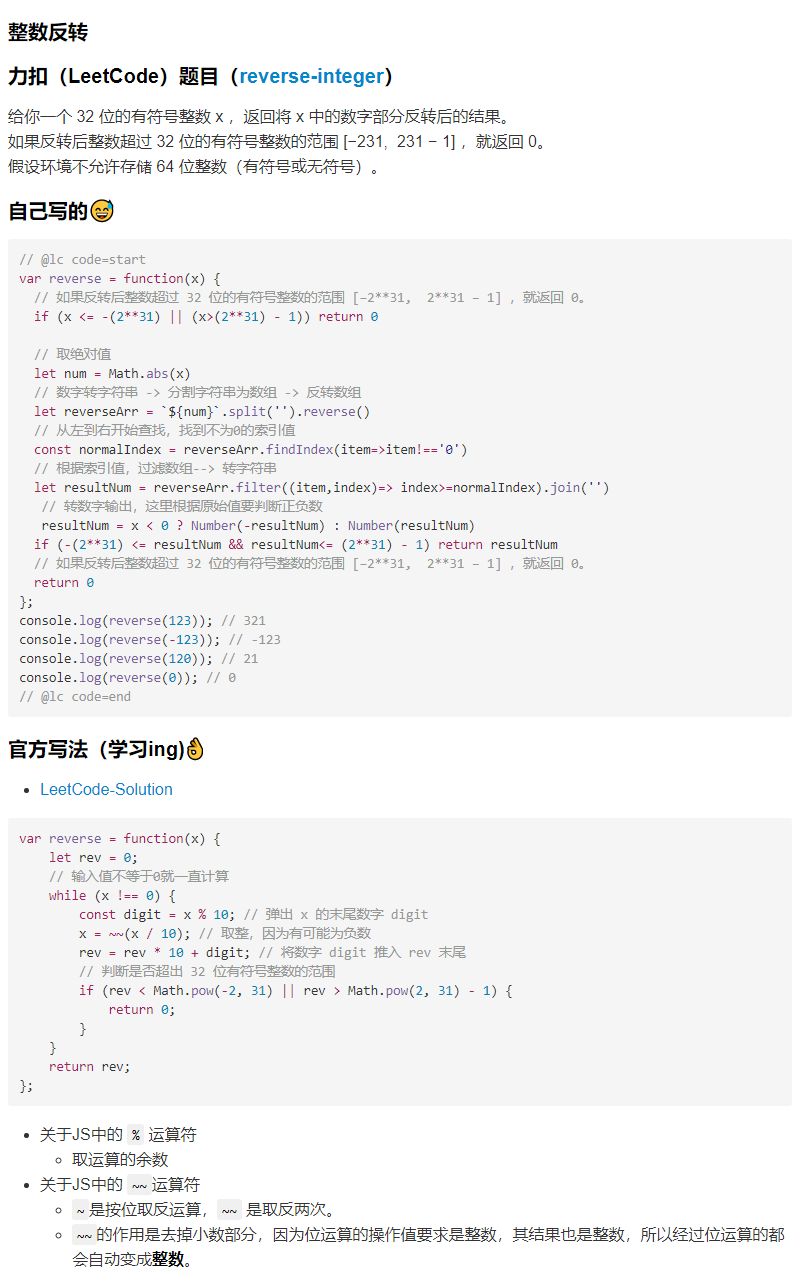 整数反转
力扣（LeetCode）题目（reverse-integer）
给你一个 32 位的有符号整数 x ，返回将 x 中的数字部分反转后的结果。
如果反转后整数超过 32 位的有符号整数的范围 [−231, 231 − 1] ，就返回 0。
假设环境不允许存储 64 位整数（有符号或无符号）。
自己写的😅
// @lc code=start
var reverse = function(x) {
  // 如果反转后整数超过 32 位的有符号整数的范围 [−2**31,  2**31 − 1] ，就返回 0。
  if (x <= -(2**31) || (x>(2**31) - 1)) return 0
  // 取绝对值
  let num = Math.abs(x)
  // 数字转字符串 -> 分割字符串为数组 -> 反转数组
  let reverseArr = `${num}`.split('').reverse()
  // 从左到右开始查找，找到不为0的索引值
  const normalIndex = reverseArr.findIndex(item=>item!=='0')
  // 根据索引值，过滤数组--> 转字符串
  let resultNum = reverseArr.filter((item,index)=> index>=normalIndex).join('')
   // 转数字输出，这里根据原始值要判断正负数
   resultNum = x < 0 ? Number(-resultNum) : Number(resultNum)
  if (-(2**31) <= resultNum && resultNum<= (2**31) - 1) return resultNum
  // 如果反转后整数超过 32 位的有符号整数的范围 [−2**31,  2**31 − 1] ，就返回 0。
  return 0
};
console.log(reverse(123)); // 321
console.log(reverse(-123)); // -123
console.log(reverse(120)); // 21
console.log(reverse(0)); // 0
// @lc code=end
官方写法（学习ing)👌
LeetCode-Solution
var reverse = function(x) {
    let rev = 0;
    // 输入值不等于0就一直计算
    while (x !== 0) {
        const digit = x % 10; // 弹出 x 的末尾数字 digit
        x = ~~(x / 10); // 取整，因为有可能为负数
        rev = rev * 10 + digit; // 将数字 digit 推入 rev 末尾
        // 判断是否超出 32 位有符号整数的范围
        if (rev < Math.pow(-2, 31) || rev > Math.pow(2, 31) - 1) {
            return 0;
        }
    }
    return rev;
};
关于JS中的 % 运算符
取运算的余数
关于JS中的 ~~ 运算符
~ 是按位取反运算，~~ 是取反两次。
~~ 的作用是去掉小数部分，因为位运算的操作值要求是整数，其结果也是整数，所以经过位运算的都
会自动变成整数。